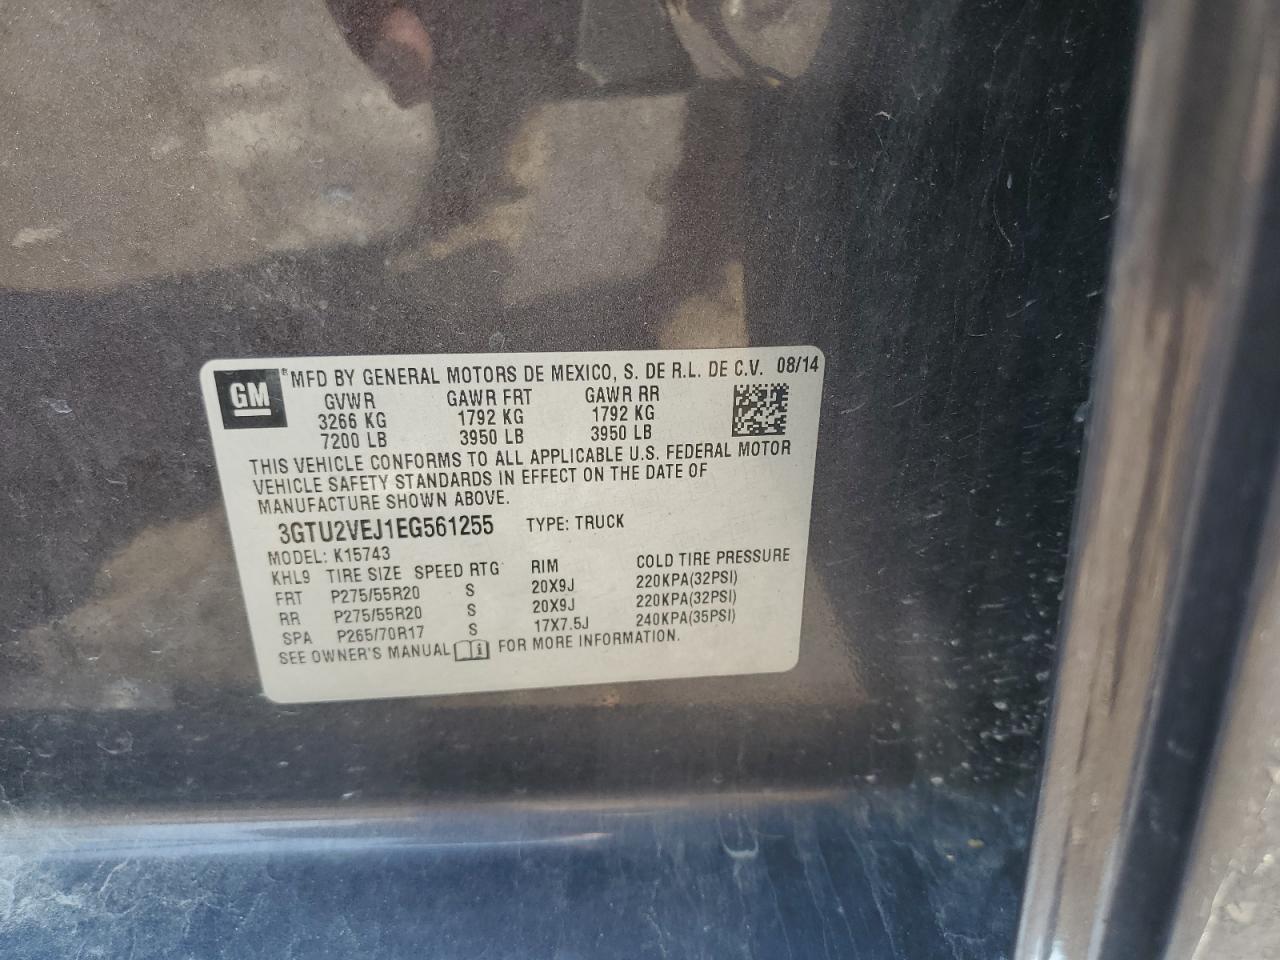 GM ® MFD BY GENERAL MOTORS DE MEXICO, S. DE R.L. DE C.V. 08/14
GVWR GAWR FRT GAWR RR
3266 KG 1792 KG 1792 KG
7200 LB 3950 LB 3950 LB
THIS VEHICLE CONFORMS TO ALL APPLICABLE U.S. FEDERAL MOTOR
VEHICLE SAFETY STANDARDS IN EFFECT ON THE DATE OF
MANUFACTURE SHOWN ABOVE.
3GTU2VEJ1EG561255 TYPE: TRUCK
MODEL: K15743
KHL9 TIRE SIZE SPEED RTG RIM COLD TIRE PRESSURE
FRT P275/55R20 S 20X9J 220KPA(32PSI)
RR P275/55R20 S 20X9J 220KPA(32PSI)
SPA P265/70R17 S 17X7.5J 240KPA(35PSI)
SEE OWNER'S MANUAL i FOR MORE INFORMATION.